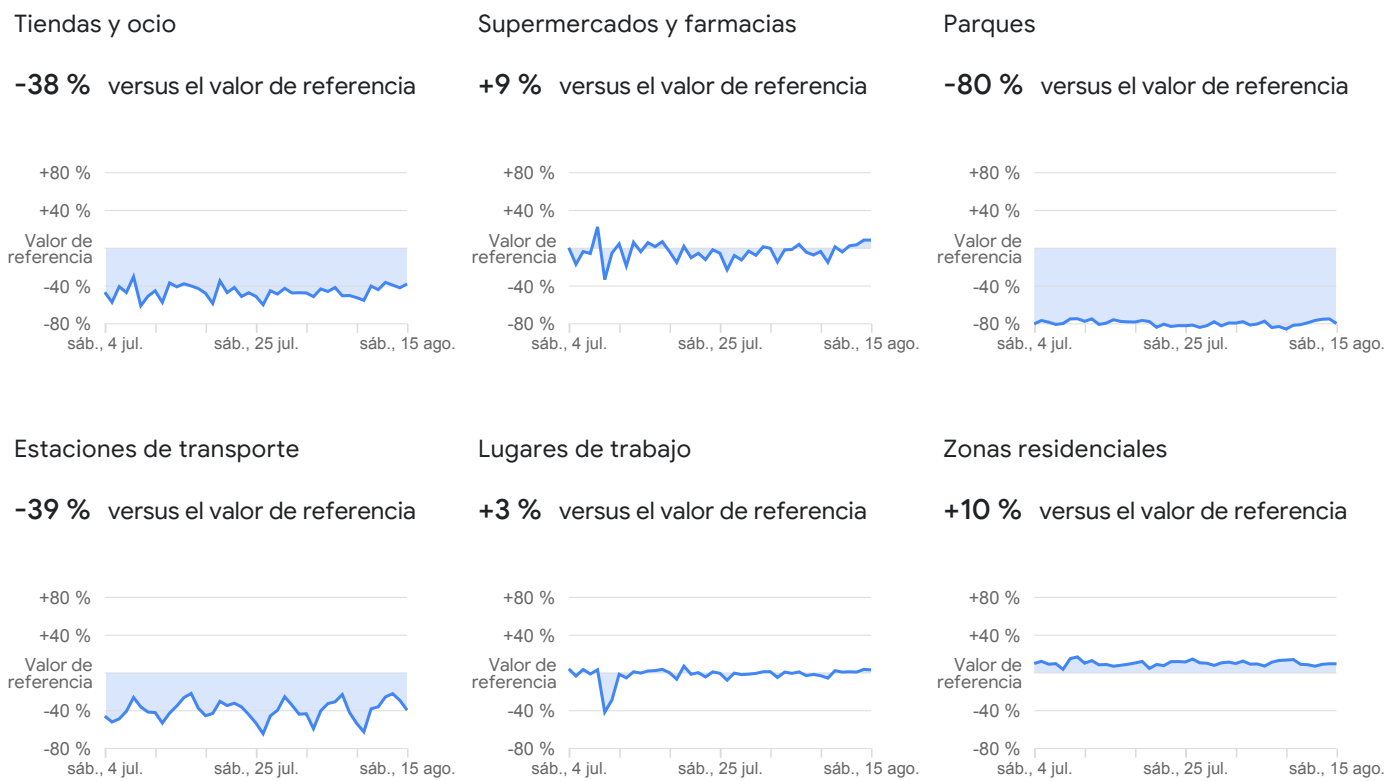 Tiendas y ocio
-38 % versus el valor de referencia
+80 %
+40 %
Valor de
referencia
-40 %
-80 %
sáb., 4 jul.
sáb., 25 jul.
sáb., 15 ago.
Supermercados y farmacias
+9 % versus el valor de referencia
+80 %
+40 %
Valor de
referencia
-40 %
-80 %
sáb., 4 jul.
sáb., 25 jul.
sáb., 15 ago.
Parques
-80 % versus el valor de referencia
+80 %
+40 %
Valor de
referencia
-40 %
-80 %
sáb., 4 jul.
sáb., 25 jul.
sáb., 15 ago.
Estaciones de transporte
-39 % versus el valor de referencia
+80 %
+40 %
Valor de
referencia
-40 %
-80 %
sáb., 4 jul.
sáb., 25 jul.
sáb., 15 ago.
Lugares de trabajo
+3 % versus el valor de referencia
+80 %
+40 %
Valor de
referencia
-40 %
-80 %
sáb., 4 jul.
sáb., 25 jul.
sáb., 15 ago.
Zonas residenciales
+10 % versus el valor de referencia
+80 %
+40 %
Valor de
referencia
-40 %
-80 %
sáb., 4 jul.
sáb., 25 jul.
sáb., 15 ago.